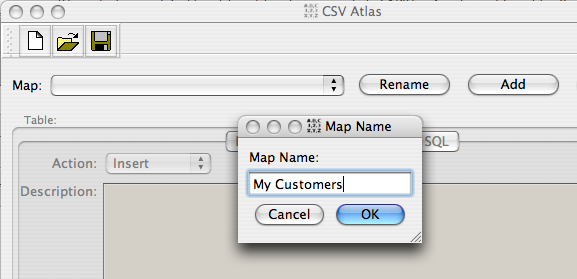 CSV Atlas
Map:
Rename
Add
Map Name
Table:
SQL
Map Name:
Action:
Insert
My Customers
Description:
Cancel
OK